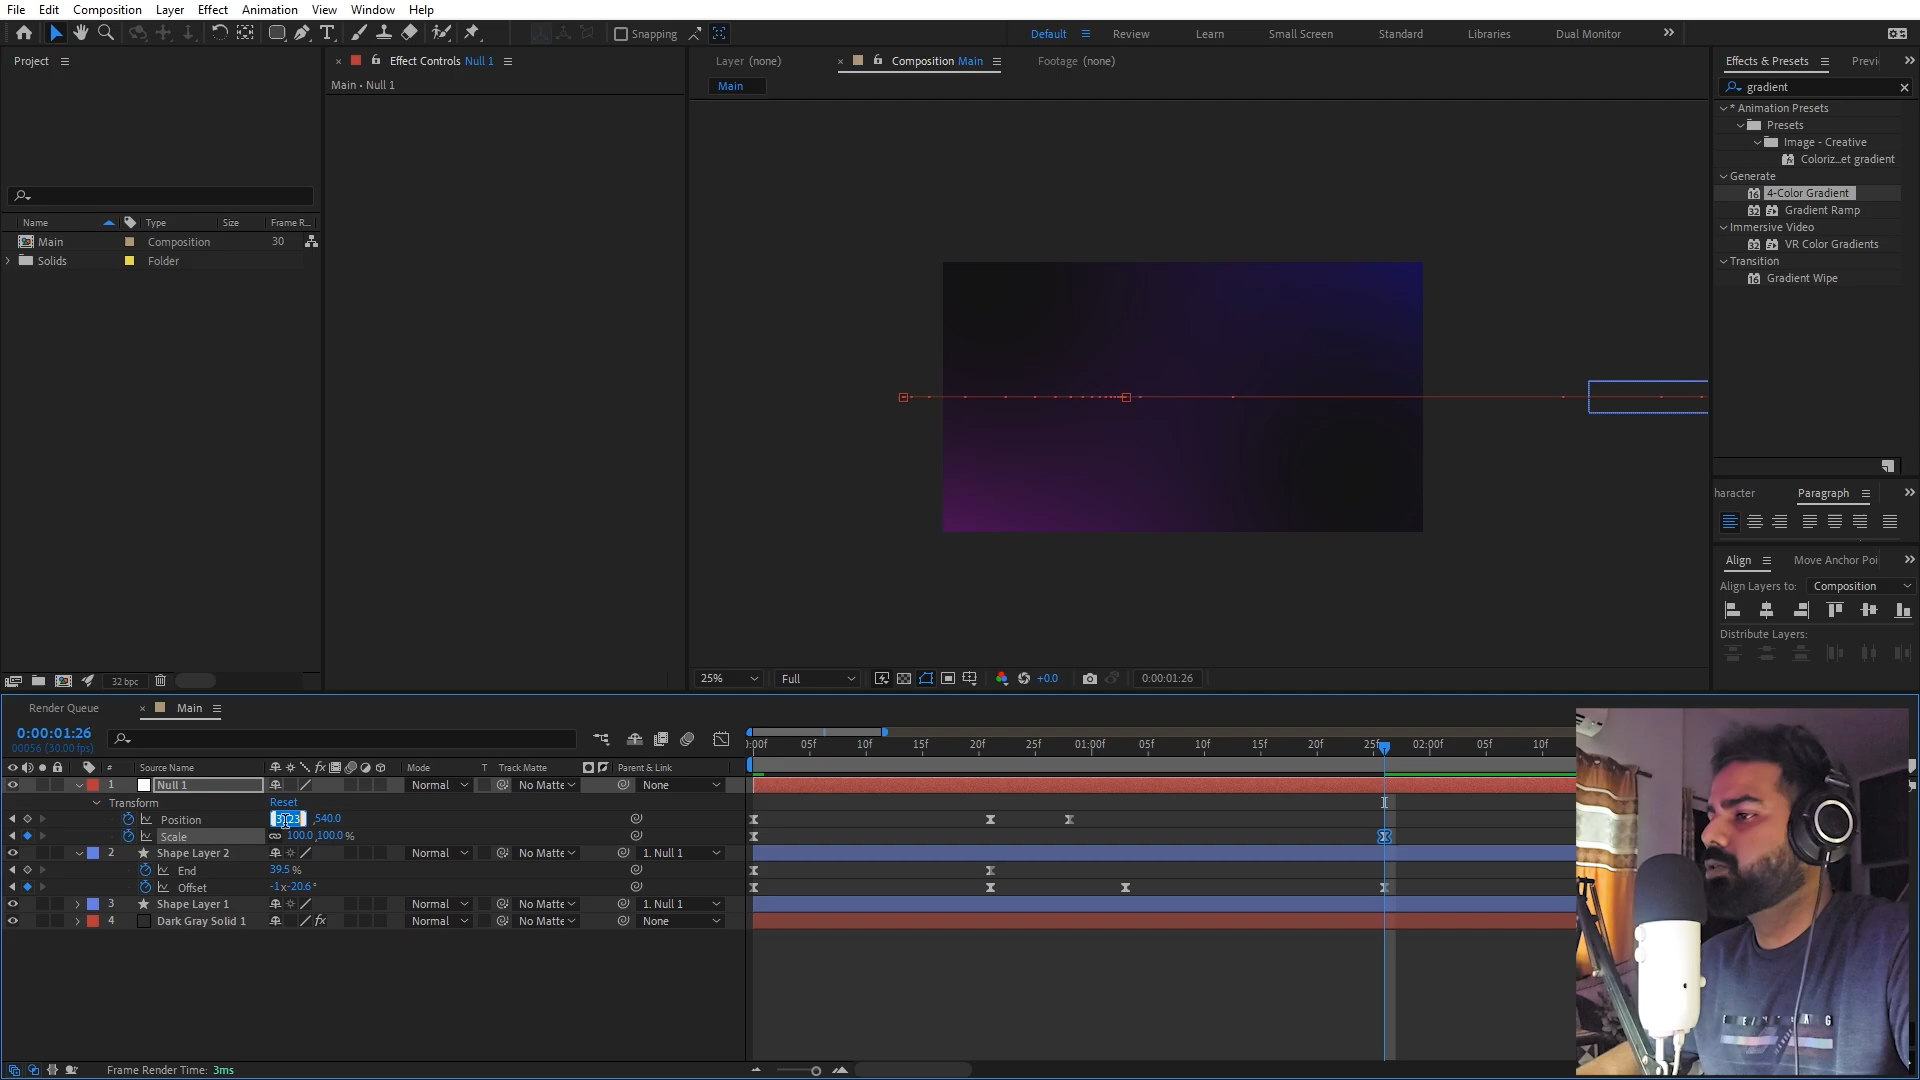 File Edit Composition Layer Effect Animation View Window Help
Snapping
Default Review Learn Small Screen Standard Libraries Dual Monitor
Project
Effect Controls Null 1
Layer (none)
Composition Main
Footage (none)
Effects & Presets
Main • Null 1
Main
gradient
* Animation Presets
Presets
Image - Creative
Coloriz...et gradient
Generate
4-Color Gradient
Gradient Ramp
Immersive Video
VR Color Gradients
Transition
Gradient Wipe
Name Type Size Frame R...
Main Composition 30
Solids Folder
haracter Paragraph
Align Move Anchor Poi
Align Layers to: Composition
Distribute Layers:
32 bpc
25% Full +0.0 0:00:01:26
Render Queue Main
0:00:01:26
00056 (30.00 fps)
:00f 05f 10f 15f 20f 25f 01:00f 05f 10f 15f 20f 25 02:00f 05f 10f
# Source Name Mode T Track Matte Parent & Link
1 Null 1 Normal No Matte None
Transform Reset
Position ,540.0
Scale 100.0,100.0 %
2 Shape Layer 2 Normal No Matte 1. Null 1
End 39.5 %
Offset -1x-20.6 °
3 Shape Layer 1 Normal No Matte 1. Null 1
4 Dark Gray Solid 1 fx Normal No Matte None
Frame Render Time: 3ms